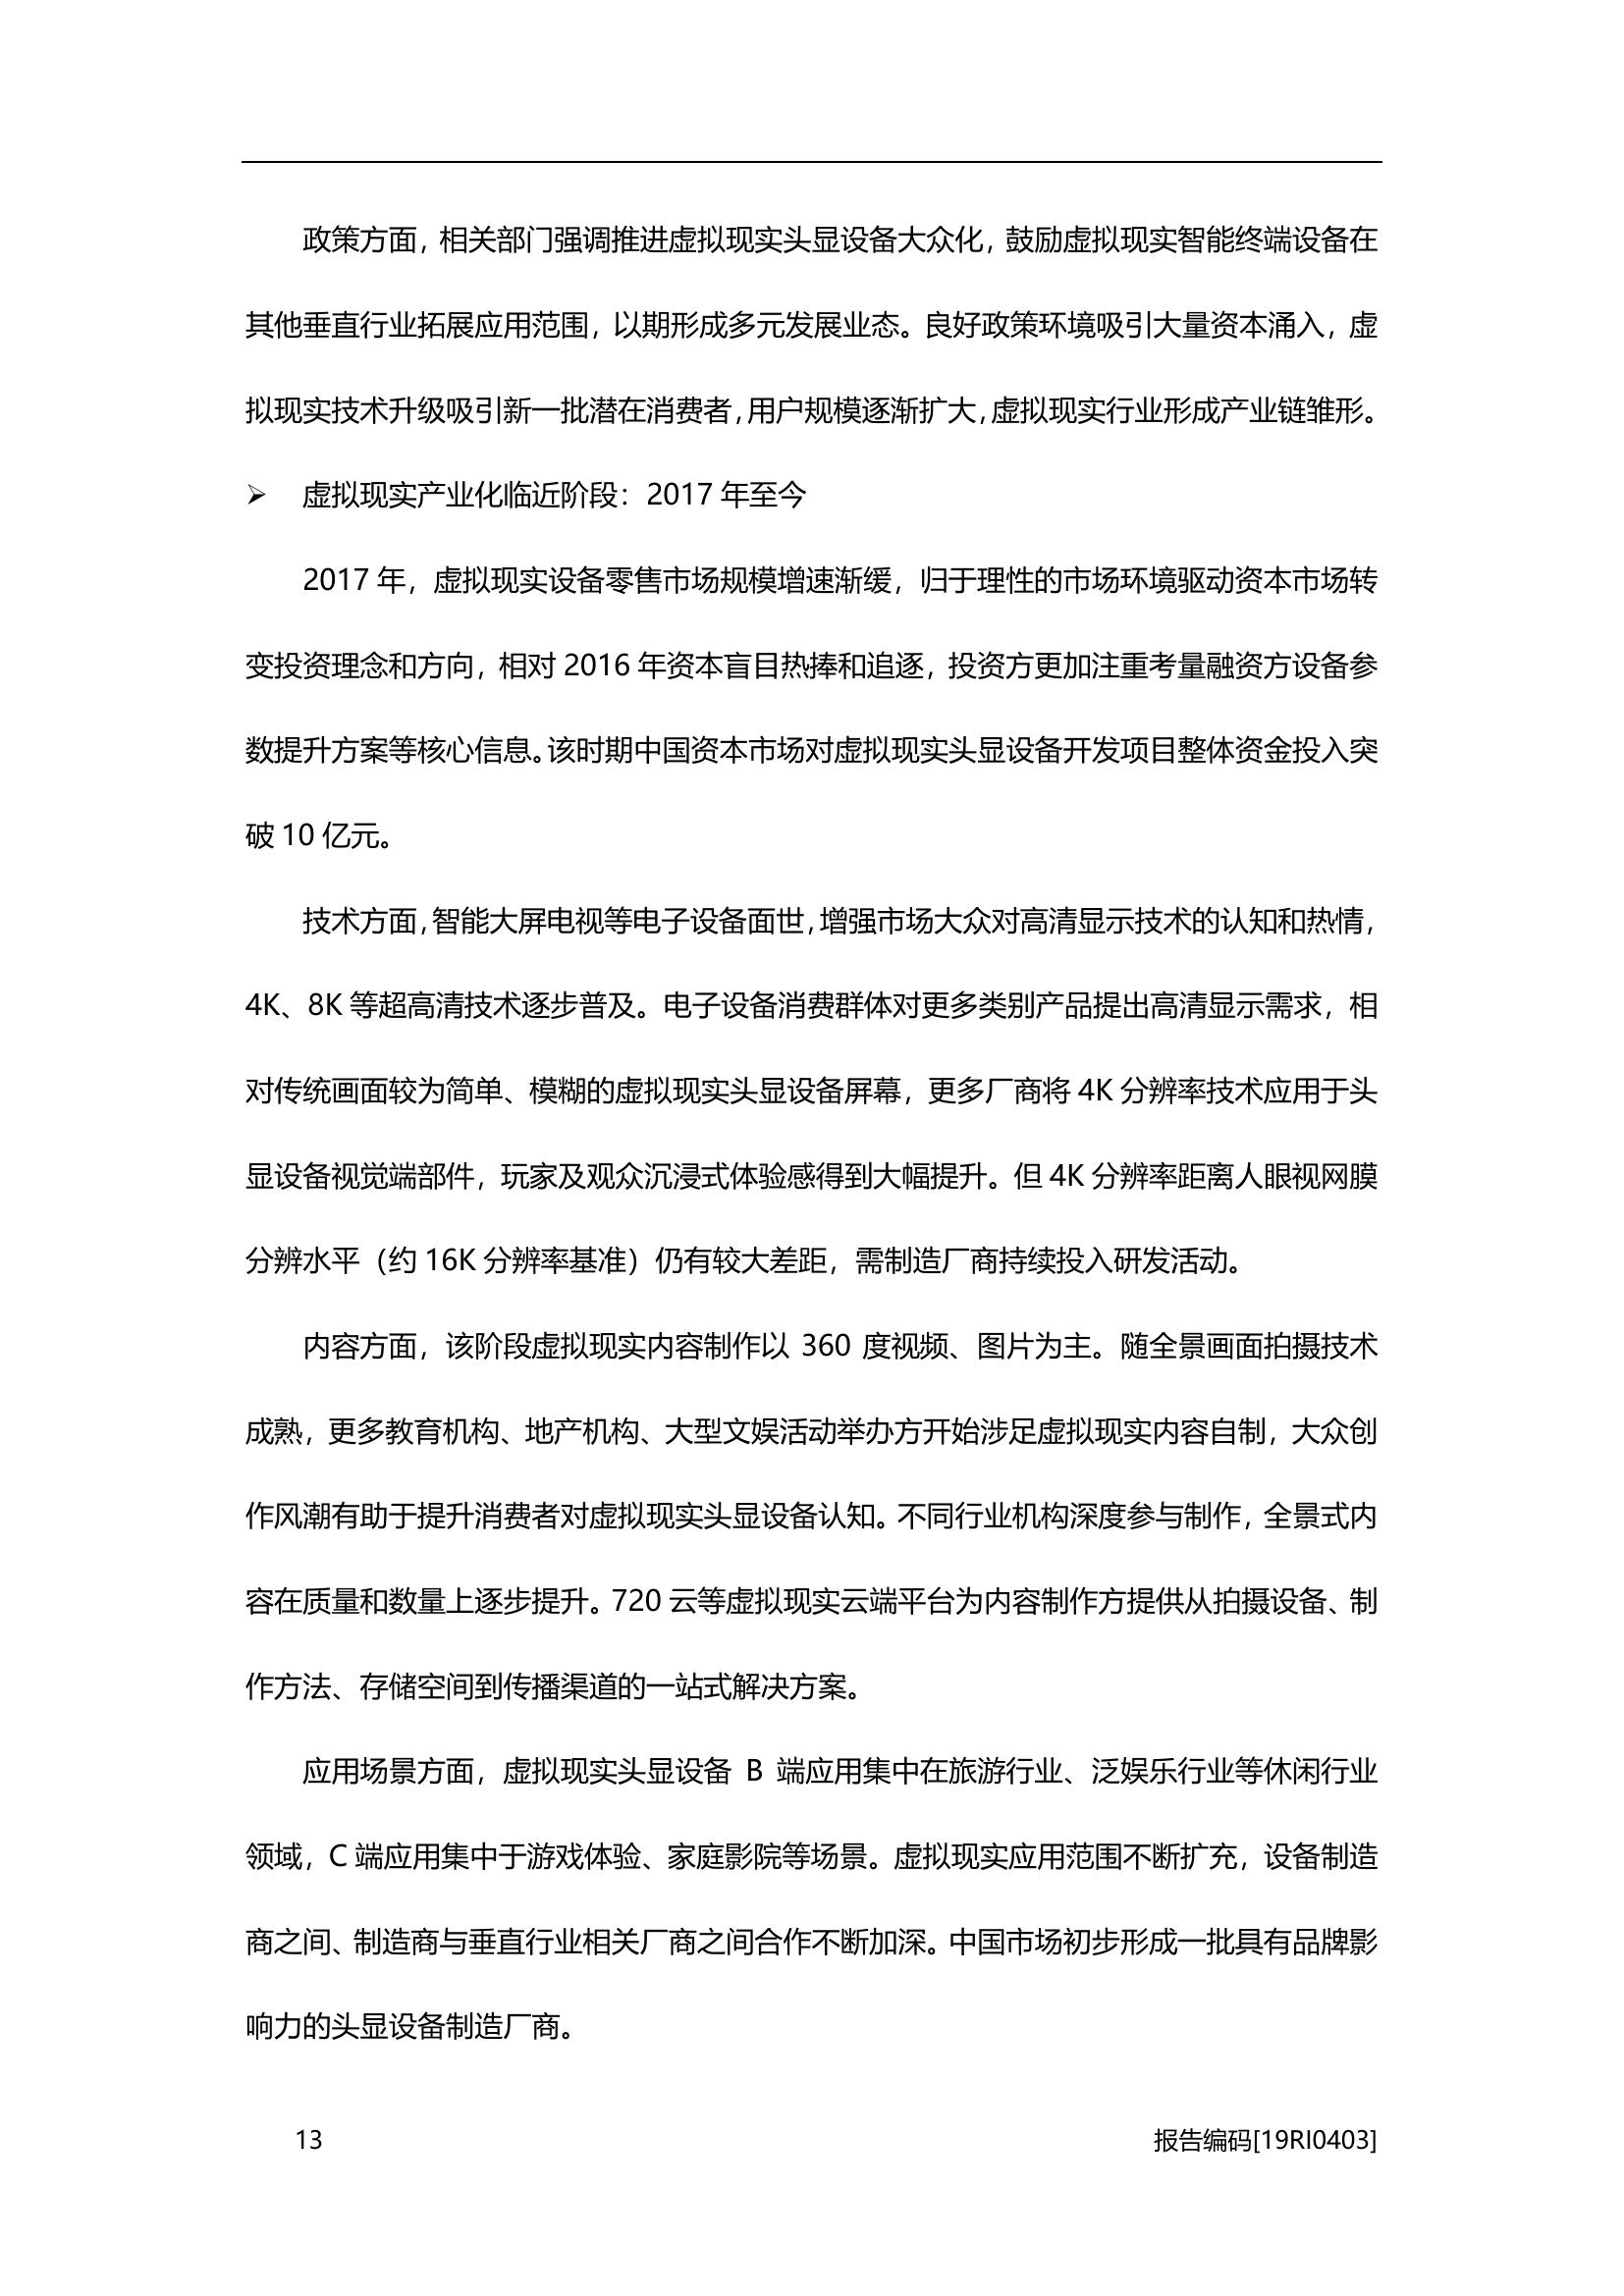 政策方面，相关部门强调推进虚拟现实头显设备大众化，鼓励虚拟现实智能终端设备在
其他垂直行业拓展应用范围，以期形成多元发展业态。良好政策环境吸引大量资本涌入，虚
拟现实技术升级吸引新一批潜在消费者，用户规模逐渐扩大，虚拟现实行业形成产业链雏形。
➢ 虚拟现实产业化临近阶段：2017 年至今
2017 年，虚拟现实设备零售市场规模增速渐缓，归于理性的市场环境驱动资本市场转
变投资理念和方向，相对 2016 年资本盲目热捧和追逐，投资方更加注重考量融资方设备参
数提升方案等核心信息。该时期中国资本市场对虚拟现实头显设备开发项目整体资金投入突
破 10 亿元。
技术方面，智能大屏电视等电子设备面世，增强市场大众对高清显示技术的认知和热情，
4K、8K 等超高清技术逐步普及。电子设备消费群体对更多类别产品提出高清显示需求，相
对传统画面较为简单、模糊的虚拟现实头显设备屏幕，更多厂商将 4K 分辨率技术应用于头
显设备视觉端部件，玩家及观众沉浸式体验感得到大幅提升。但 4K 分辨率距离人眼视网膜
分辨水平（约 16K 分辨率基准）仍有较大差距，需制造厂商持续投入研发活动。
内容方面，该阶段虚拟现实内容制作以 360 度视频、图片为主。随全景画面拍摄技术
成熟，更多教育机构、地产机构、大型文娱活动举办方开始涉足虚拟现实内容自制，大众创
作风潮有助于提升消费者对虚拟现实头显设备认知。不同行业机构深度参与制作，全景式内
容在质量和数量上逐步提升。720 云等虚拟现实云端平台为内容制作方提供从拍摄设备、制
作方法、存储空间到传播渠道的一站式解决方案。
应用场景方面，虚拟现实头显设备 B 端应用集中在旅游行业、泛娱乐行业等休闲行业
领域，C 端应用集中于游戏体验、家庭影院等场景。虚拟现实应用范围不断扩充，设备制造
商之间、制造商与垂直行业相关厂商之间合作不断加深。中国市场初步形成一批具有品牌影
响力的头显设备制造厂商。
13 报告编码[19RI0403]